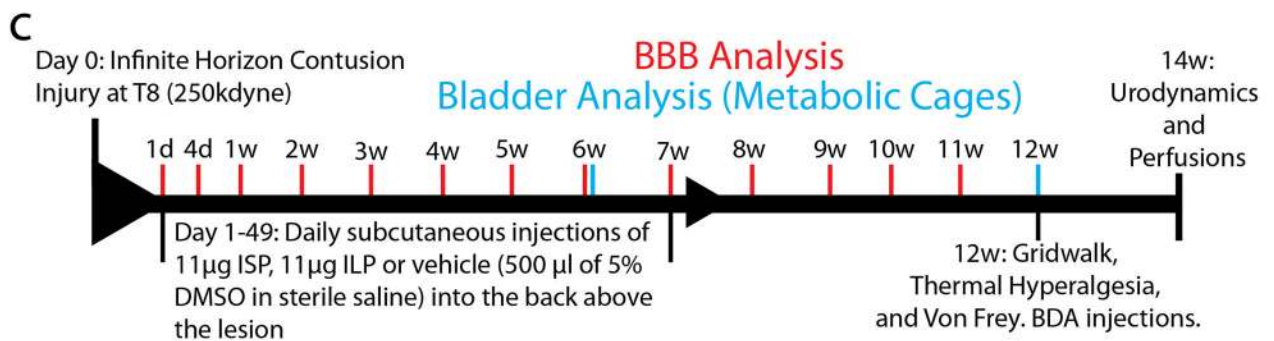 C
Day 0: Infinite Horizon Contusion
Injury at T8 (250kdyne)
BBB Analysis
Bladder Analysis (Metabolic Cages)
14w:
Urodynamics
and
Perfusions
1d 4d 1w 2w 3w 4w 5w 6w 7w 8w 9w 10w 11w 12w
Day 1-49: Daily subcutaneous injections of
11µg ISP, 11µg ILP or vehicle (500 µl of 5%
DMSO in sterile saline) into the back above
the lesion
12w: Gridwalk,
Thermal Hyperalgesia,
and Von Frey. BDA injections.